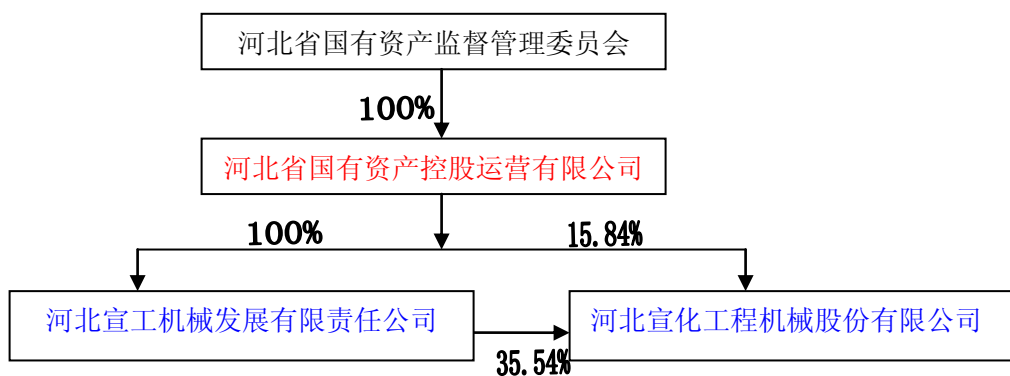 河北省国有资产监督管理委员会
100%
河北省国有资产控股运营有限公司
100%
15.84%
河北宣工机械发展有限责任公司
河北宣化工程机械股份有限公司
35.54%